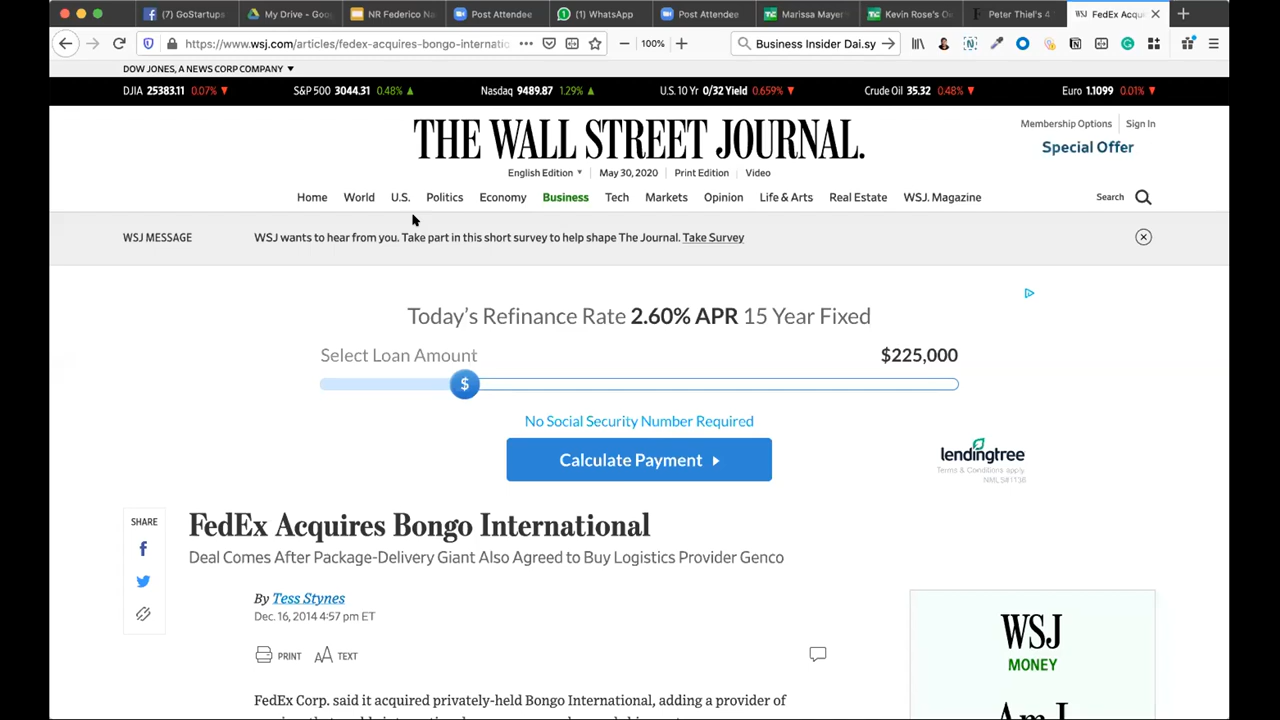 (7) GoStartups
My Drive - Goo
NR Federico Na
Post Attendee
(1) WhatsApp
Post Attendee
Marissa Mayer
Kevin Rose's Oe
Peter Thiel's 4
WSJ FedEx Acqui
https://www.wsj.com/articles/fedex-acquires-bongo-internatio
100%
Business Insider Dai.sy
DOW JONES, A NEWS CORP COMPANY
DJIA 25383.11 0.07% ▼
S&P 500 3044.31 0.48% ▲
Nasdaq 9489.87 1.29% ▲
U.S. 10 Yr 0/32 Yield 0.659% ▼
Crude Oil 35.32 0.48% ▼
Euro 1.1099 0.01% ▼
THE WALL STREET JOURNAL.
Membership Options
Sign In
Special Offer
English Edition
May 30, 2020
Print Edition
Video
Home World U.S. Politics Economy Business Tech Markets Opinion Life & Arts Real Estate WSJ. Magazine
Search
WSJ MESSAGE
WSJ wants to hear from you. Take part in this short survey to help shape The Journal. Take Survey
Today's Refinance Rate 2.60% APR 15 Year Fixed
Select Loan Amount
$225,000
$
No Social Security Number Required
Calculate Payment
lendingtree
Terms & Conditions apply.
NMLS#1136
SHARE
FedEx Acquires Bongo International
Deal Comes After Package-Delivery Giant Also Agreed to Buy Logistics Provider Genco
By Tess Stynes
Dec. 16, 2014 4:57 pm ET
PRINT
AA TEXT
FedEx Corp. said it acquired privately-held Bongo International, adding a provider of
WSJ
MONEY